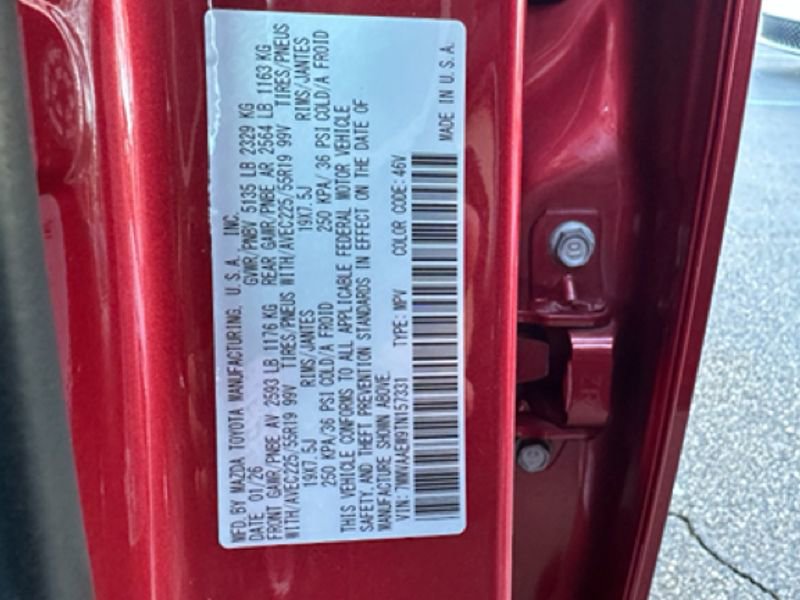 MFD. BY MAZDA TOYOTA MANUFACTURING, U.S.A., INC.
DATE 01/26 GVWR/PNBV 5135 LB 2329 KG
FRONT GAWR/PNBE AV 2593 LB 1176 KG REAR GAWR/PNBE AR 2564 LB 1163 KG
WITH/AVEC225/55R19 99V TIRES/PNEUS WITH/AVEC225/55R19 99V TIRES/PNEUS
19X7.5J RIMS/JANTES 19X7.5J RIMS/JANTES
250 KPA/36 PSI COLD/A FROID 250 KPA/ 36 PSI COLD/A FROID
THIS VEHICLE CONFORMS TO ALL APPLICABLE FEDERAL MOTOR VEHICLE
SAFETY, AND THEFT PREVENTION STANDARDS IN EFFECT ON THE DATE OF
MANUFACTURE SHOWN ABOVE.
VIN: 7MMVAAEW9TN157331 TYPE: MPV COLOR CODE: 46V
MADE IN U.S.A.